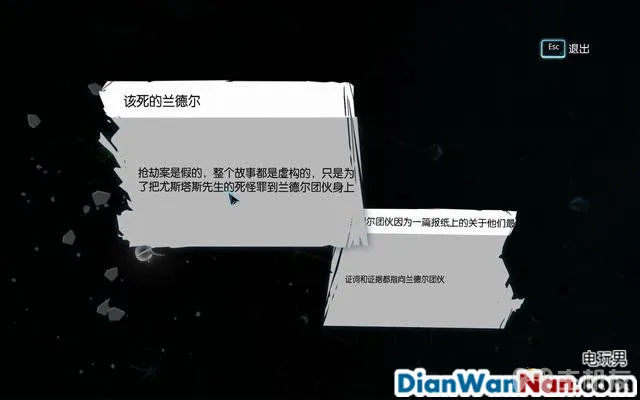 Esc 退出
该死的兰德尔
抢劫案是假的，整个故事都是虚构的，只是为
了把尤斯塔斯先生的死怪罪到兰德尔团伙身上
尔团伙因为一篇报纸上的关于他们最
证词和证据都指向兰德尔团伙
电玩男
DianWanNan.com